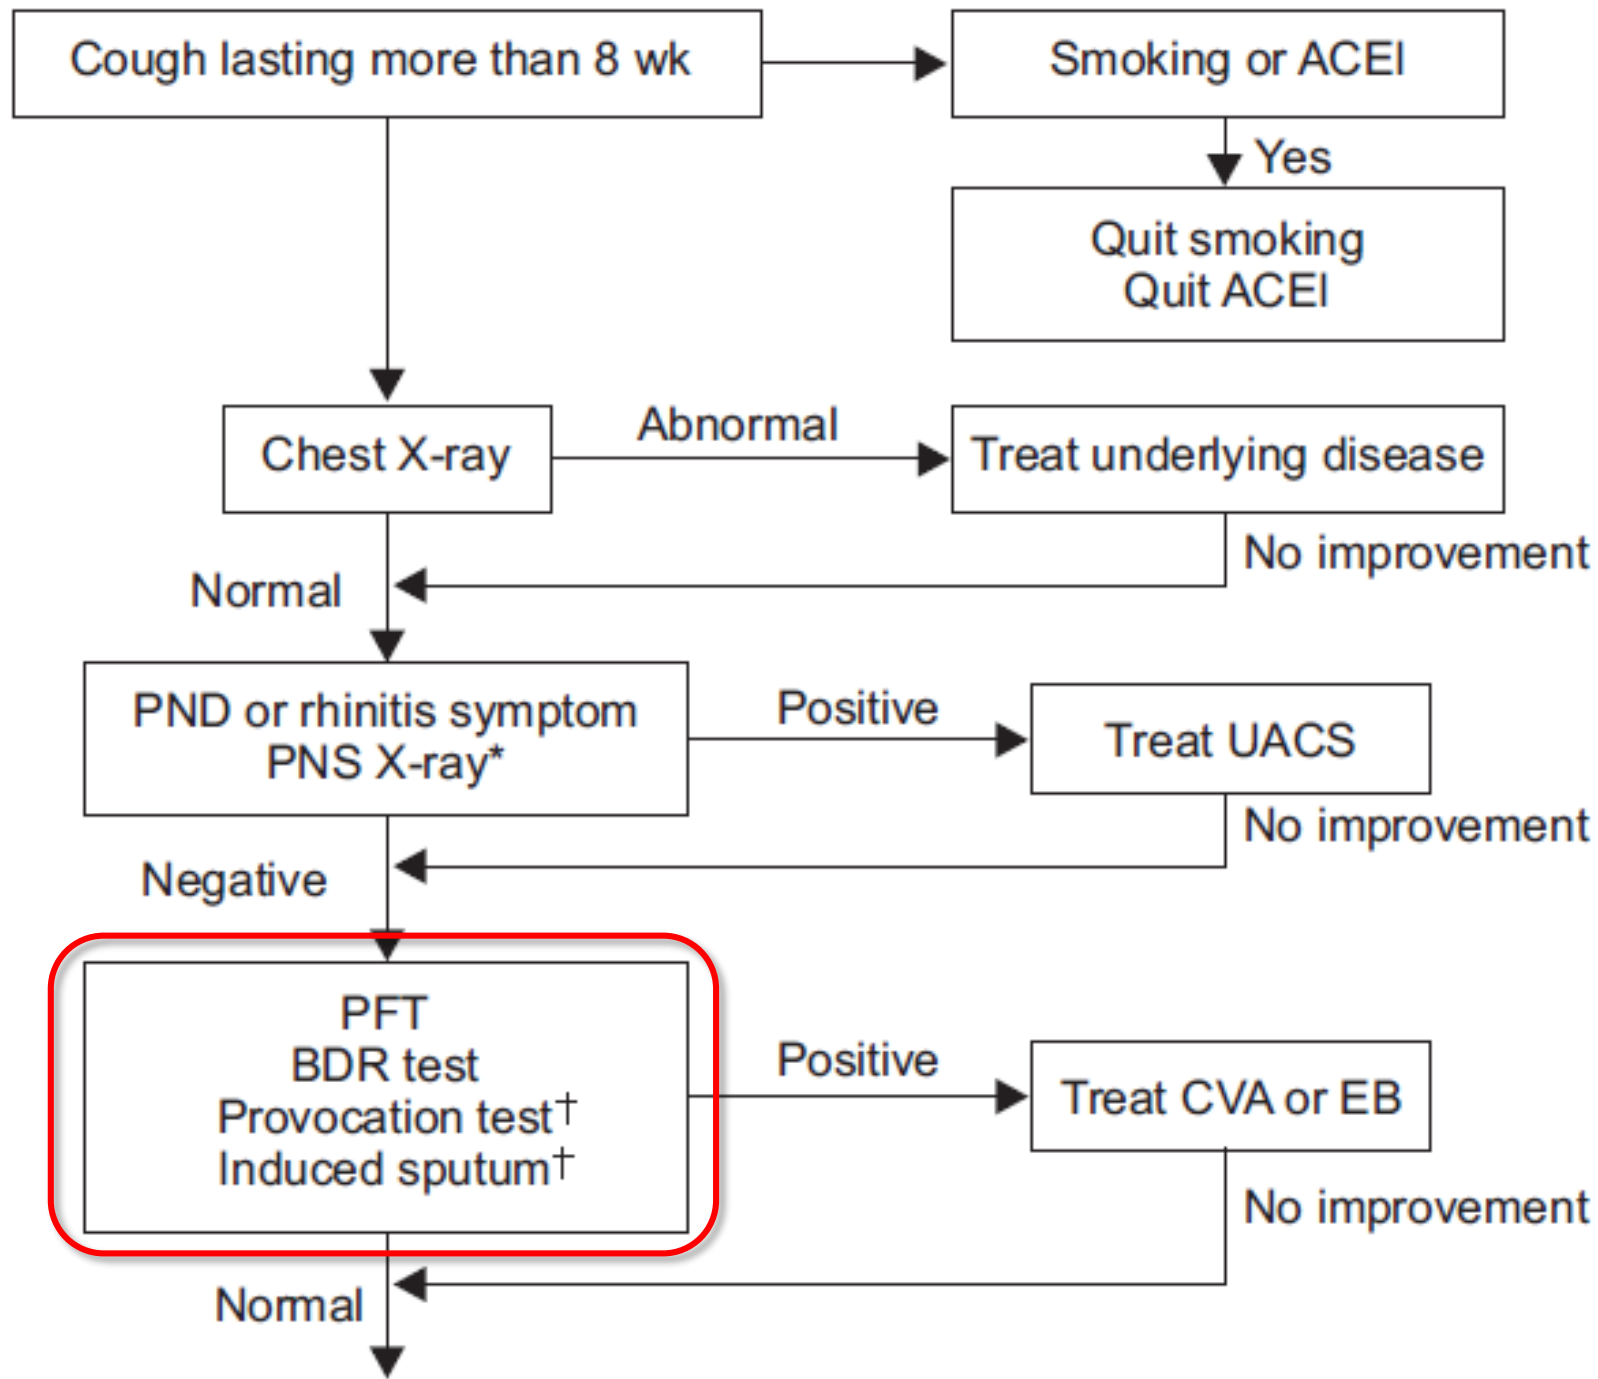 Cough lasting more than 8 wk
Smoking or ACEI
Yes
Quit smoking
Quit ACEI
Chest X-ray
Abnormal
Treat underlying disease
No improvement
Normal
PND or rhinitis symptom
PNS X-ray*
Positive
Treat UACS
No improvement
Negative
PFT
BDR test
Provocation test†
Induced sputum†
Positive
Treat CVA or EB
No improvement
Normal